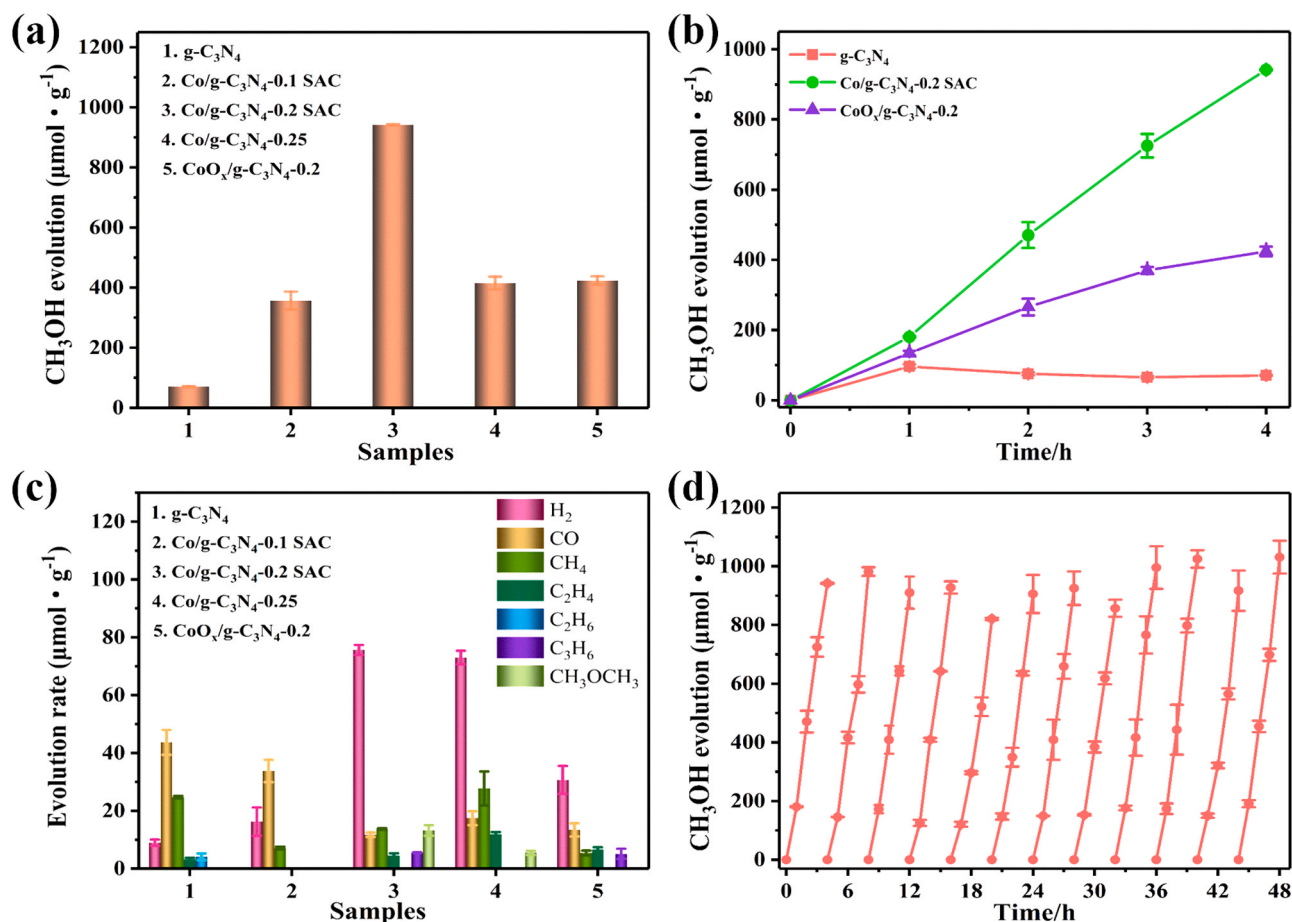 (a)
1200
1000
800
600
400
200
0
CH₃OH evolution (μmol・g⁻¹)
1. g-C₃N₄
2. Co/g-C₃N₄-0.1 SAC
3. Co/g-C₃N₄-0.2 SAC
4. Co/g-C₃N₄-0.25
5. CoOₓ/g-C₃N₄-0.2
1 2 3 4 5
Samples
(b)
1000
800
600
400
200
0
CH₃OH evolution (μmol・g⁻¹)
g-C₃N₄
Co/g-C₃N₄-0.2 SAC
CoOₓ/g-C₃N₄-0.2
0 1 2 3 4
Time/h
(c)
120
100
80
60
40
20
0
Evolution rate (μmol・g⁻¹)
1. g-C₃N₄
2. Co/g-C₃N₄-0.1 SAC
3. Co/g-C₃N₄-0.2 SAC
4. Co/g-C₃N₄-0.25
5. CoOₓ/g-C₃N₄-0.2
H₂
CO
CH₄
C₂H₄
C₂H₆
C₃H₆
CH₃OCH₃
1 2 3 4 5
Samples
(d)
1200
1000
800
600
400
200
0
CH₃OH evolution (μmol・g⁻¹)
0 6 12 18 24 30 36 42 48
Time/h